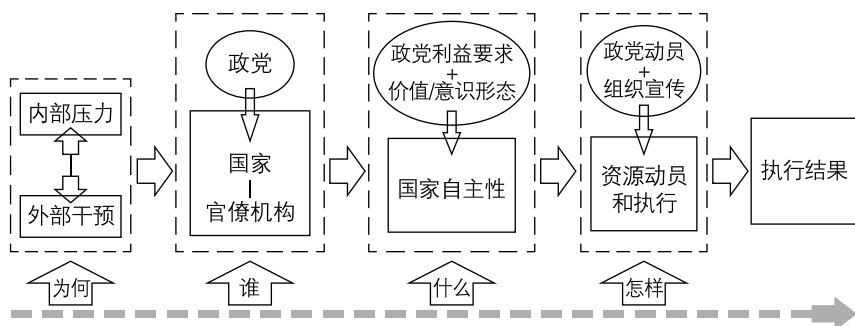 内部压力
外部干预
为何
政党
国家
官僚机构
谁
政党利益要求
+
价值/意识形态
国家自主性
什么
政党动员
+
组织宣传
资源动员
和执行
怎样
执行结果